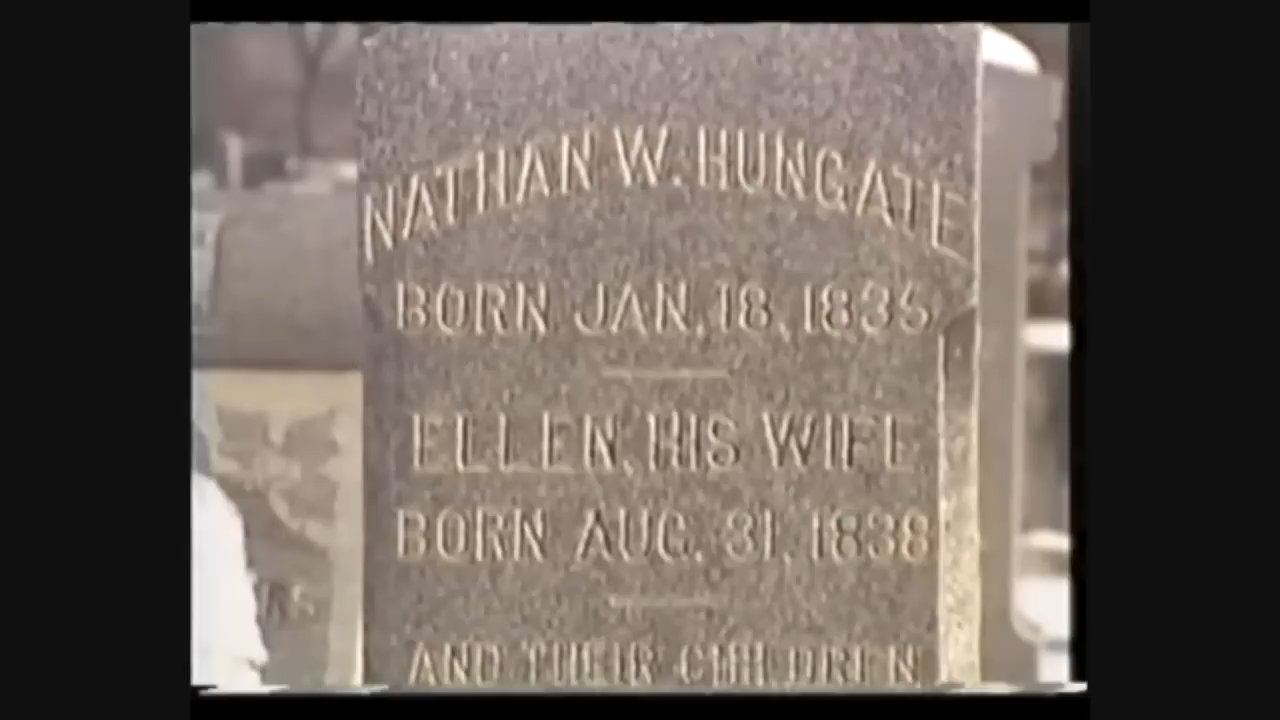 NATHAN W. HUNGATE
BORN JAN. 18, 1835
ELLEN, HIS WIFE
BORN AUG. 31, 1838
AND THEIR CHILDREN